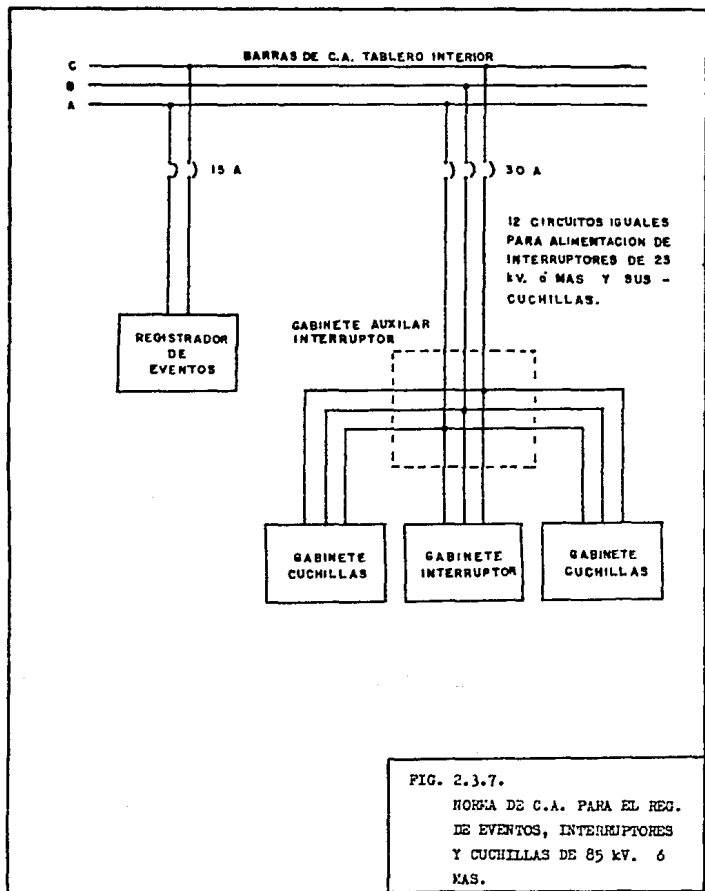 BARRAS DE C.A. TABLERO INTERIOR
C
B
A
15 A
30 A
12 CIRCUITOS IGUALES
PARA ALIMENTACION DE
INTERRUPTORES DE 23
kV. ó MAS Y SUS -
CUCHILLAS.
GABINETE AUXILAR
INTERRUPTOR
REGISTRADOR
DE
EVENTOS
GABINETE
CUCHILLAS
GABINETE
INTERRUPTOR
GABINETE
CUCHILLAS
FIG. 2.3.7.
NORMA DE C.A. PARA EL REG.
DE EVENTOS, INTERRUPTORES
Y CUCHILLAS DE 85 kV. ó
MAS.